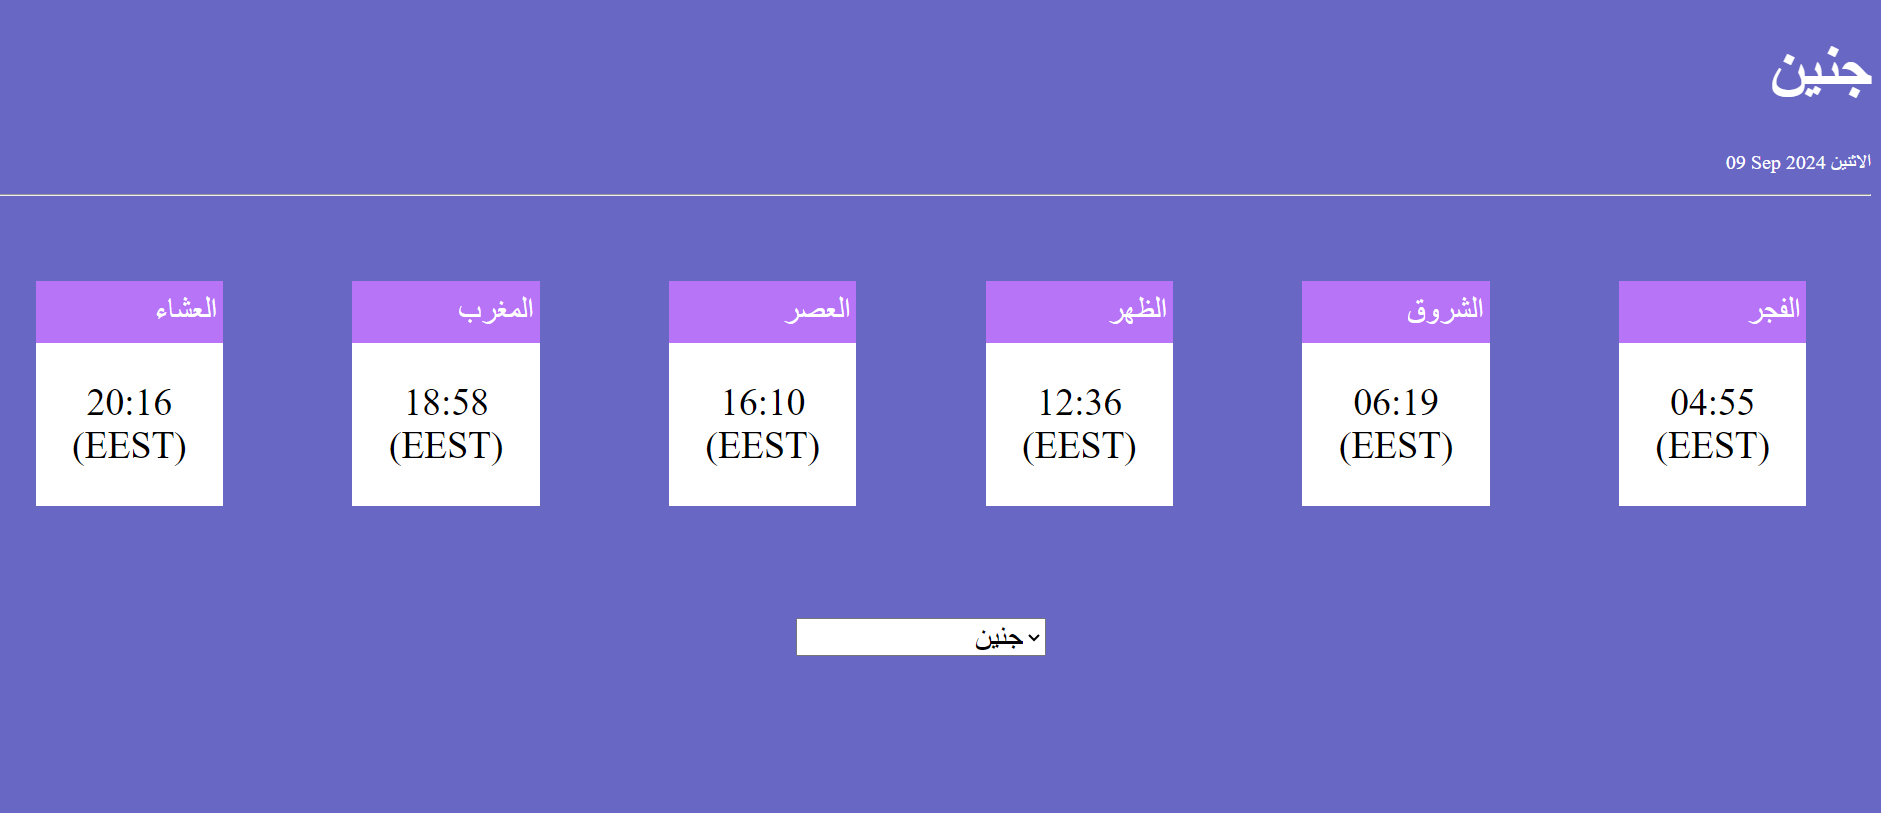 جنين
الاثنين 09 Sep 2024
الفجر
04:55
(EEST)
الشروق
06:19
(EEST)
الظهر
12:36
(EEST)
العصر
16:10
(EEST)
المغرب
18:58
(EEST)
العشاء
20:16
(EEST)
جنين